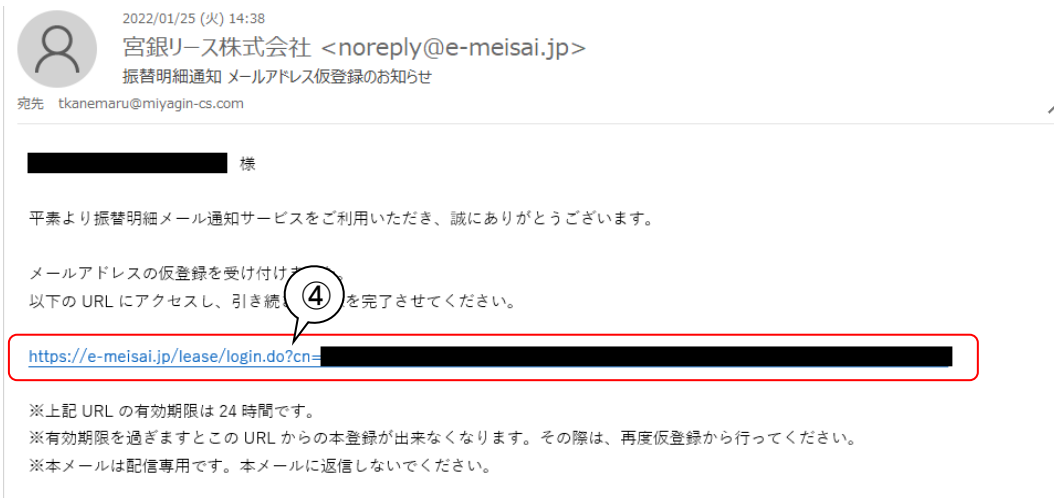 2022/01/25 (火) 14:38
宮銀リース株式会社 <noreply@e-meisai.jp>
振替明細通知 メールアドレス仮登録のお知らせ
宛先 tkanemaru@miyagin-cs.com
様
平素より振替明細メール通知サービスをご利用いただき、誠にありがとうございます。
メールアドレスの仮登録を受け付けま
以下の URL にアクセスし、引き続 ④ を完了させてください。
https://e-meisai.jp/lease/login.do?cn=
※上記 URL の有効期限は 24 時間です。
※有効期限を過ぎますとこの URL からの本登録が出来なくなります。その際は、再度仮登録から行ってください。
※本メールは配信専用です。本メールに返信しないでください。